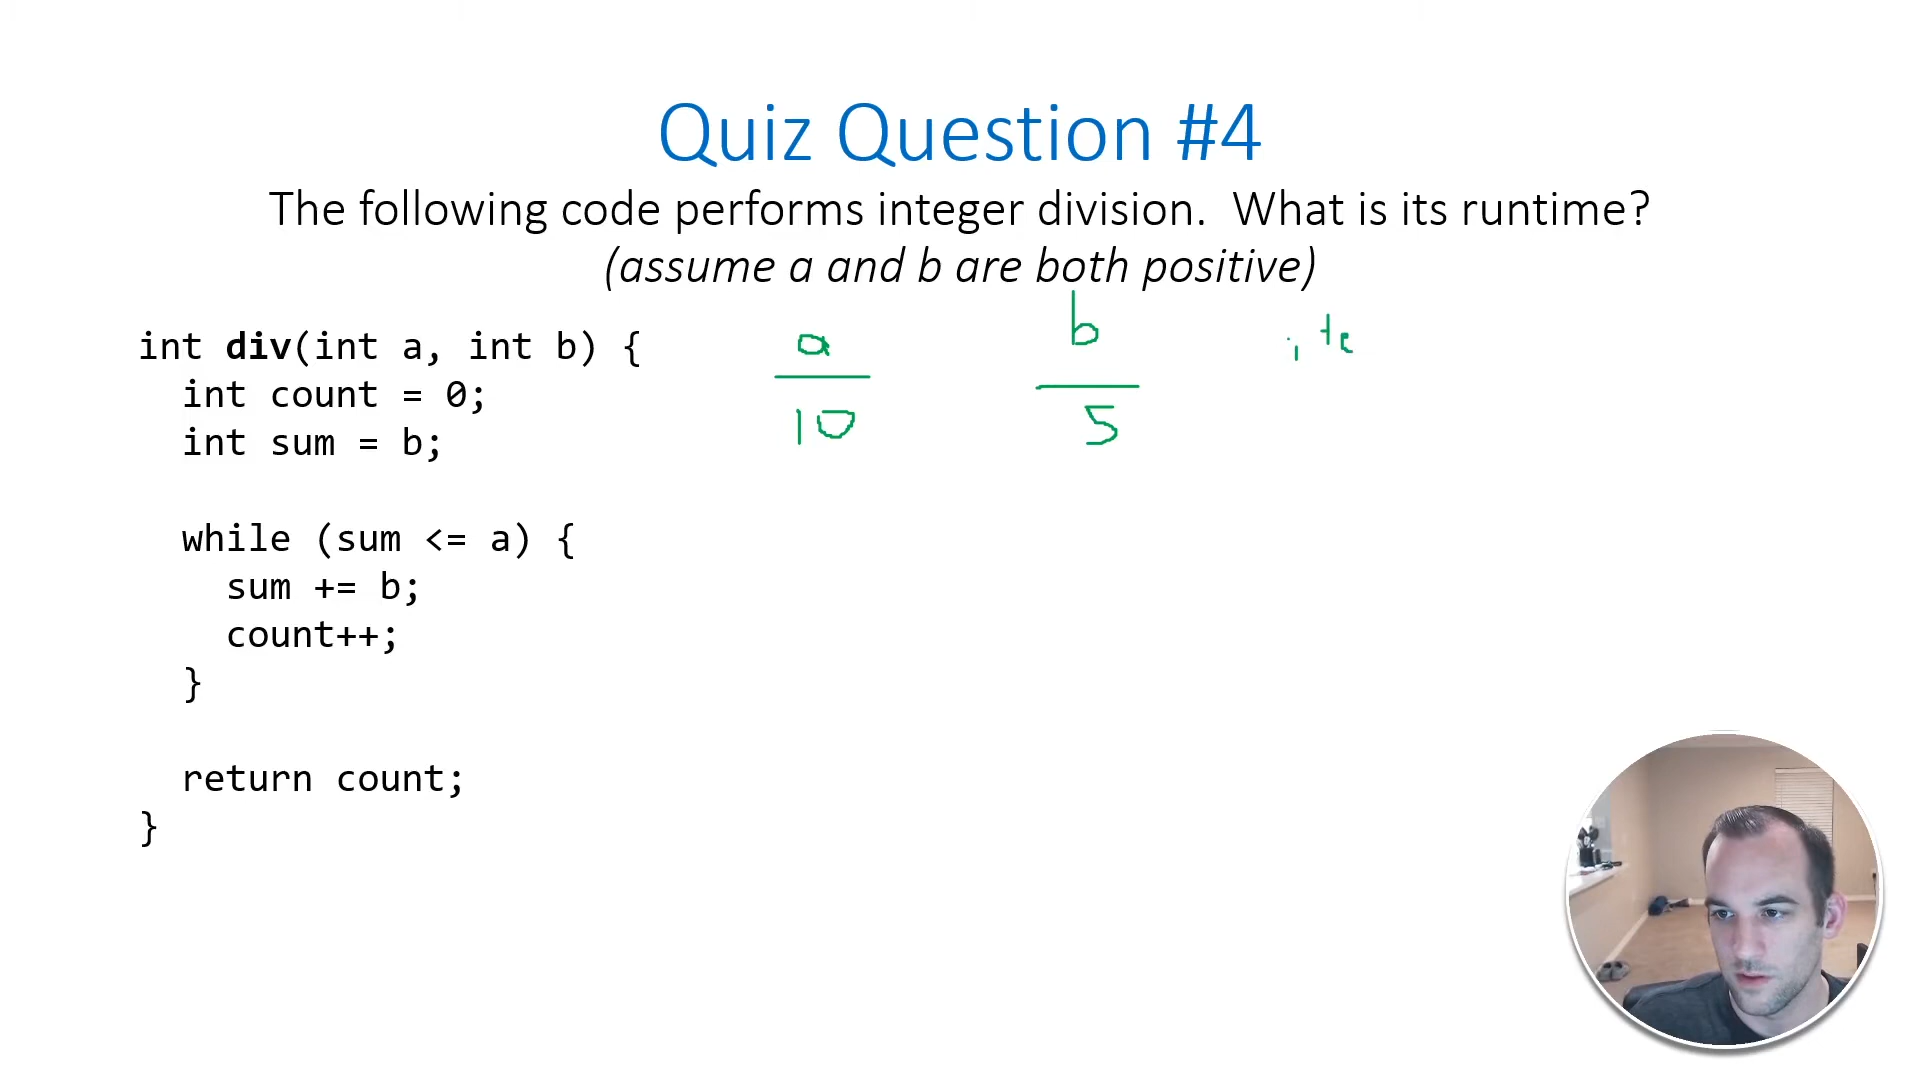 Quiz Question #4
The following code performs integer division. What is its runtime?
(assume a and b are both positive)
int div(int a, int b) {
int count = 0;
int sum = b;
while (sum <= a) {
sum += b;
count++;
}
return count;
}
a b ite
10 5